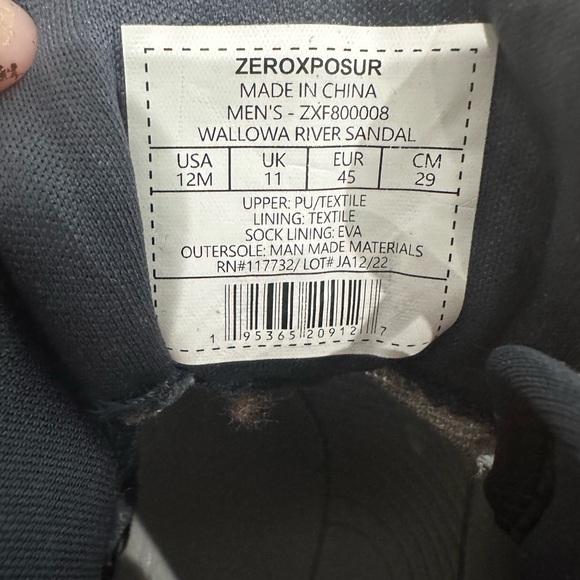 ZEROXPOSUR
MADE IN CHINA
MEN'S - ZXF800008
WALLOWA RIVER SANDAL
USA UK EUR CM
12M 11 45 29
UPPER: PU/TEXTILE
LINING: TEXTILE
SOCK LINING: EVA
OUTERSOLE: MAN MADE MATERIALS
RN#117732/ LOT# JA12/22
1 95365 20912 7